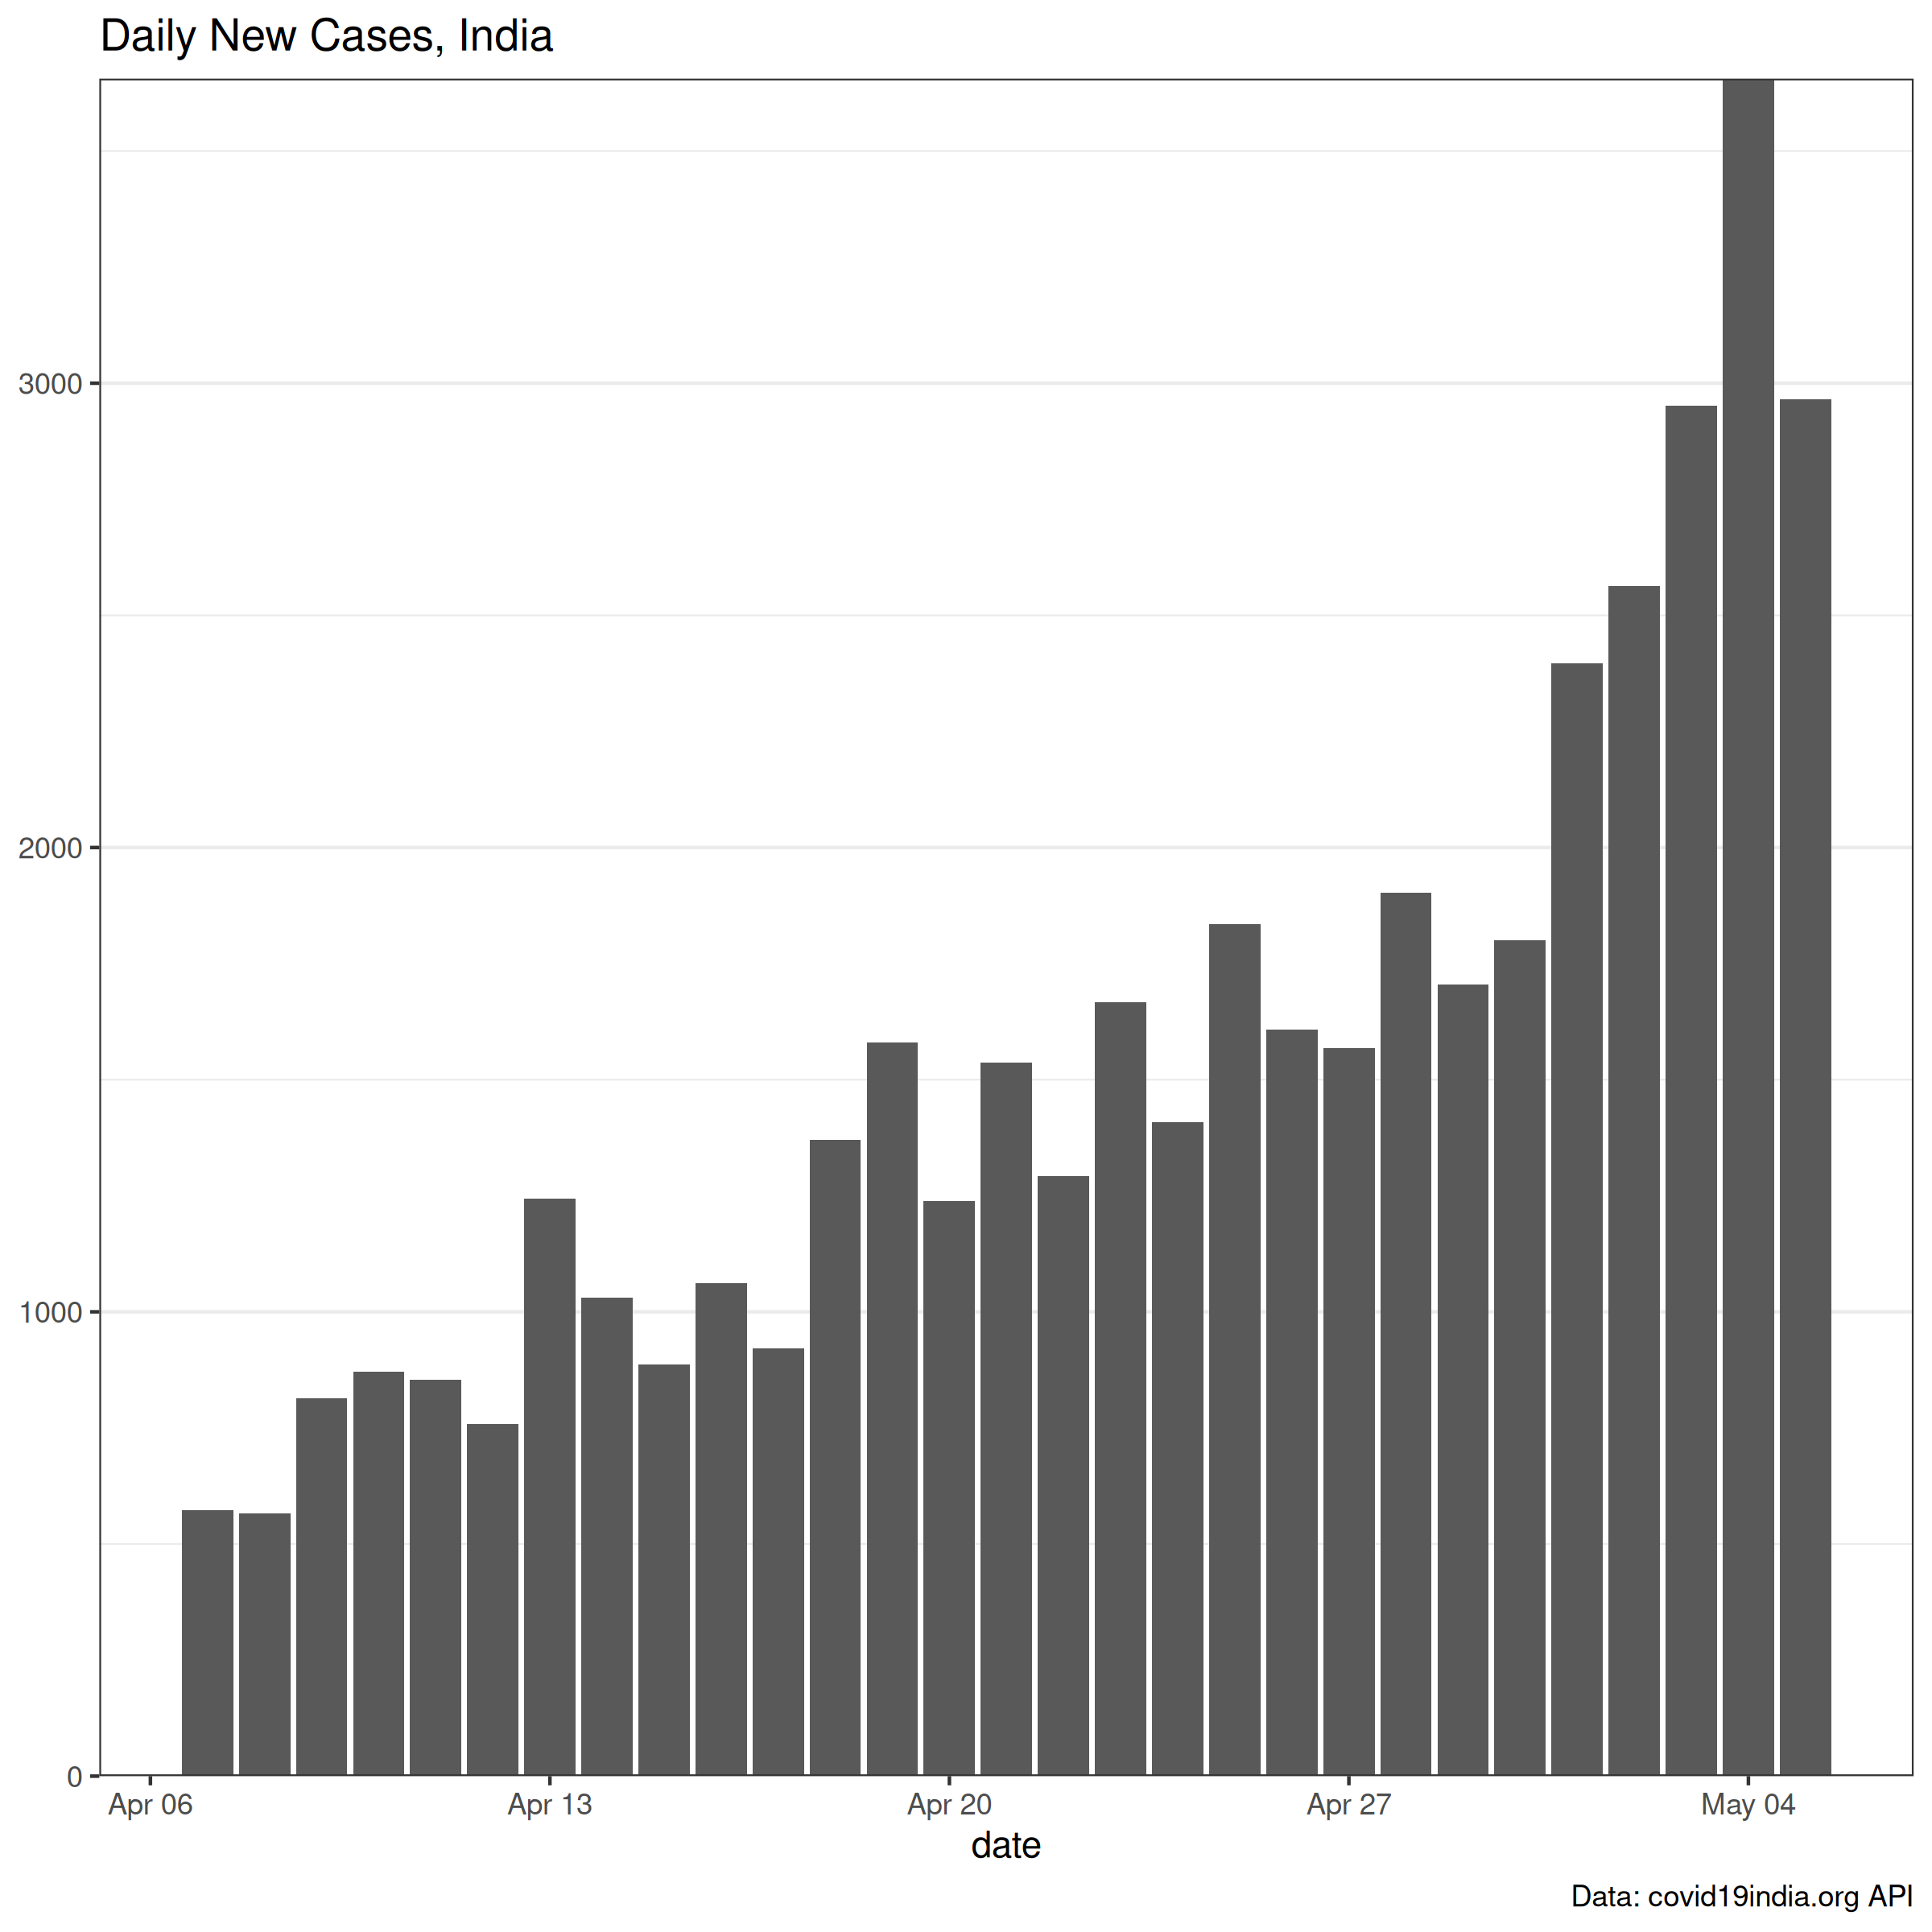 Daily New Cases, India
3000
2000
1000
0
Apr 06 Apr 13 Apr 20 Apr 27 May 04
date
Data: covid19india.org API